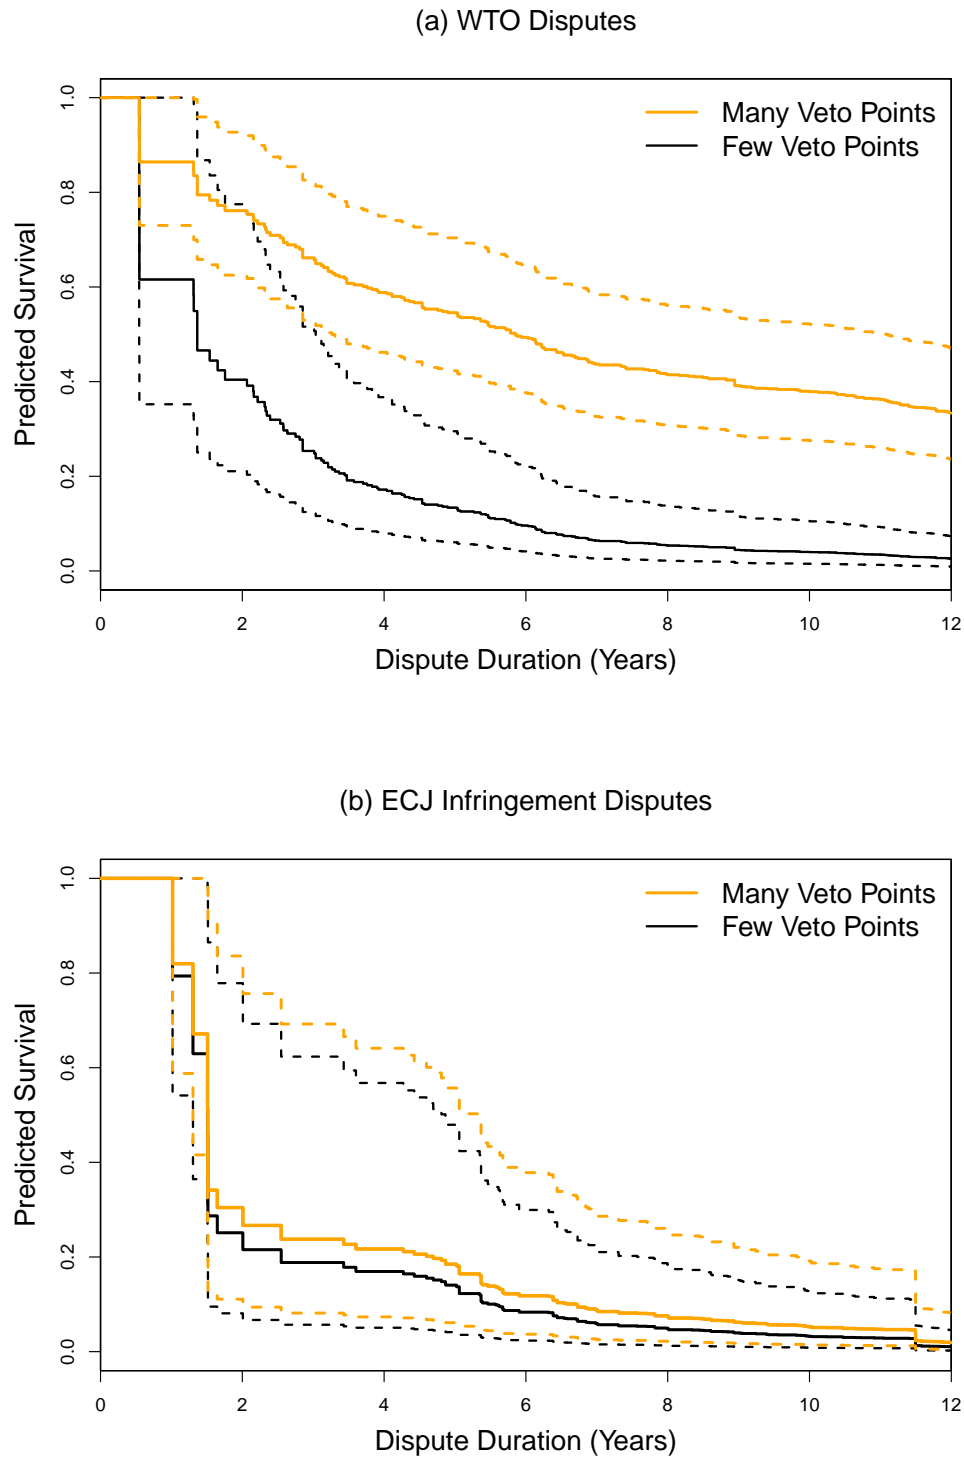 (a) WTO Disputes
Many Veto Points
Few Veto Points
Predicted Survival
1.0
0.8
0.6
0.4
0.2
0.0
0 2 4 6 8 10 12
Dispute Duration (Years)
(b) ECJ Infringement Disputes
Many Veto Points
Few Veto Points
Predicted Survival
1.0
0.8
0.6
0.4
0.2
0.0
0 2 4 6 8 10 12
Dispute Duration (Years)